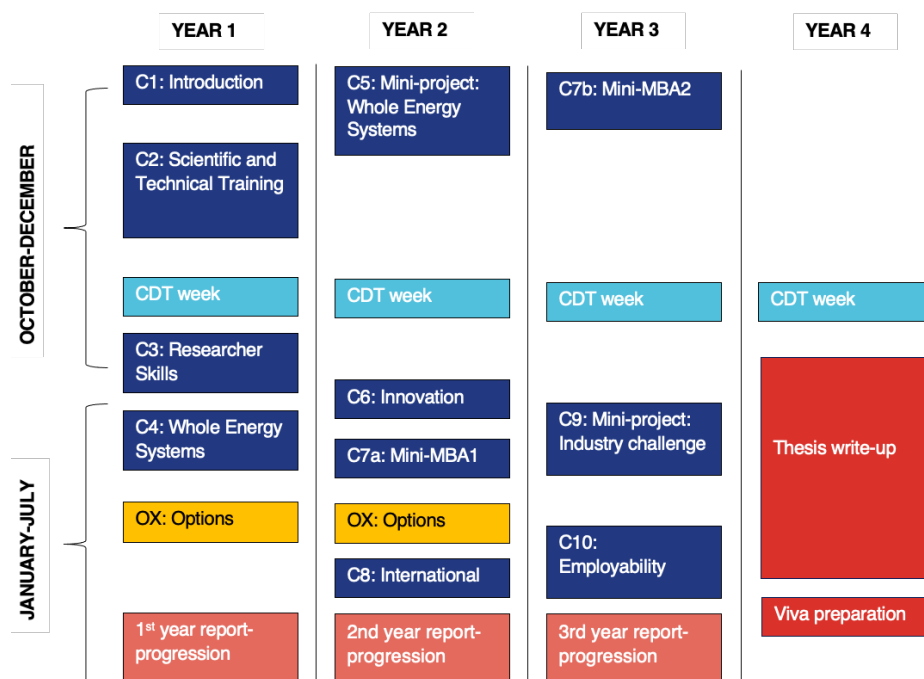 YEAR 1
YEAR 2
YEAR 3
YEAR 4
OCTOBER-DECEMBER
JANUARY-JULY
C1: Introduction
C2: Scientific and
Technical Training
CDT week
C3: Researcher
Skills
C4: Whole Energy
Systems
OX: Options
1st year report-
progression
C5: Mini-project:
Whole Energy
Systems
CDT week
C6: Innovation
C7a: Mini-MBA1
OX: Options
C8: International
2nd year report-
progression
C7b: Mini-MBA2
CDT week
C9: Mini-project:
Industry challenge
C10:
Employability
3rd year report-
progression
CDT week
Thesis write-up
Viva preparation